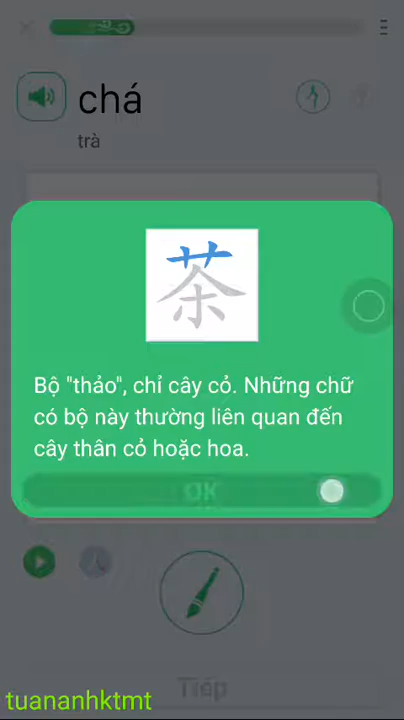 chá
trà
茶
Bộ "thảo", chỉ cây cỏ. Những chữ
có bộ này thường liên quan đến
cây thân cỏ hoặc hoa.
OK
Tiếp
tuananhktmt